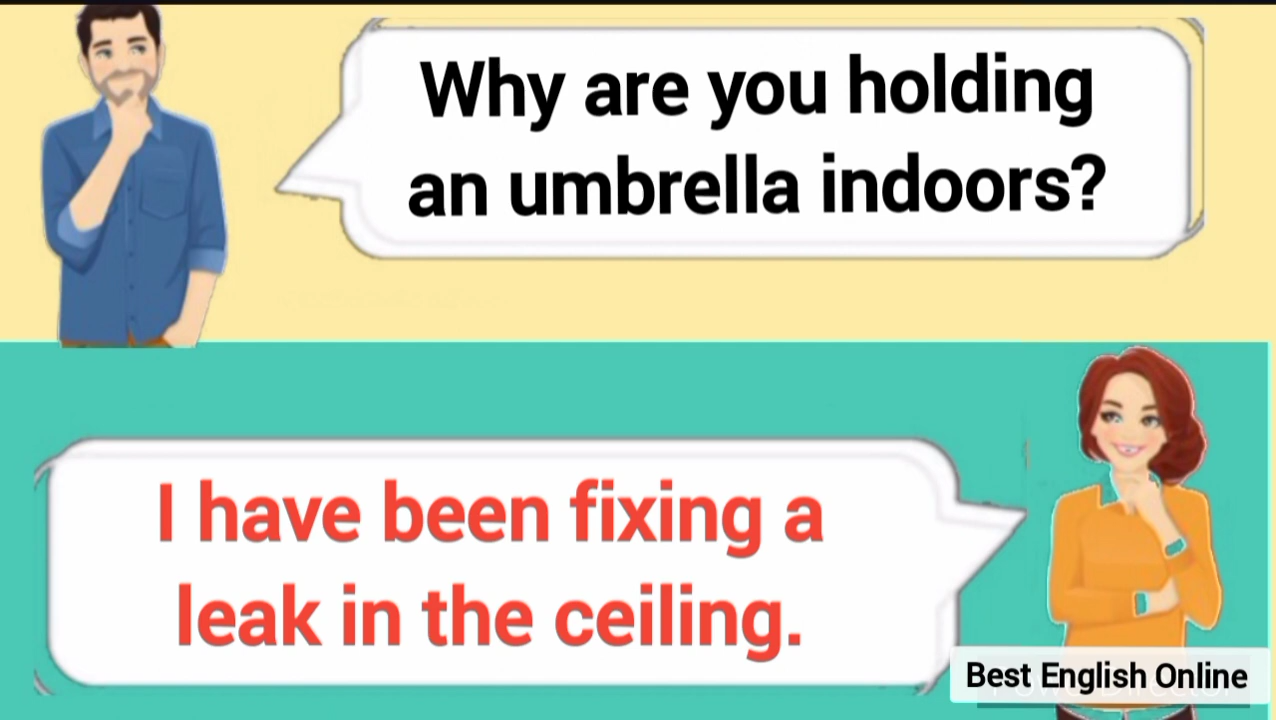 Why are you holding
an umbrella indoors?
I have been fixing a
leak in the ceiling.
Best English Online